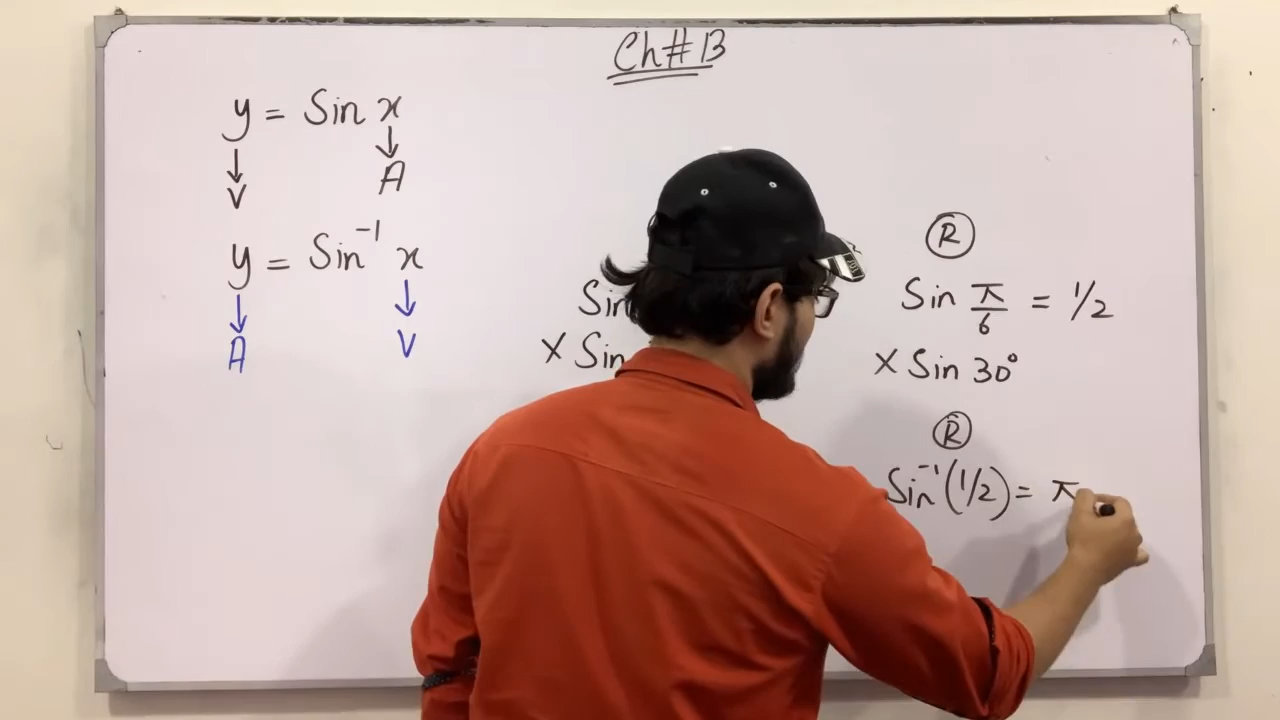 Ch# 13
y = Sin x
↓ ↓
V A
y = Sin⁻¹ x
↓ ↓
A V
Sin
X Sin
R
Sin π/6 = 1/2
X Sin 30°
R
Sin⁻¹(1/2) = π